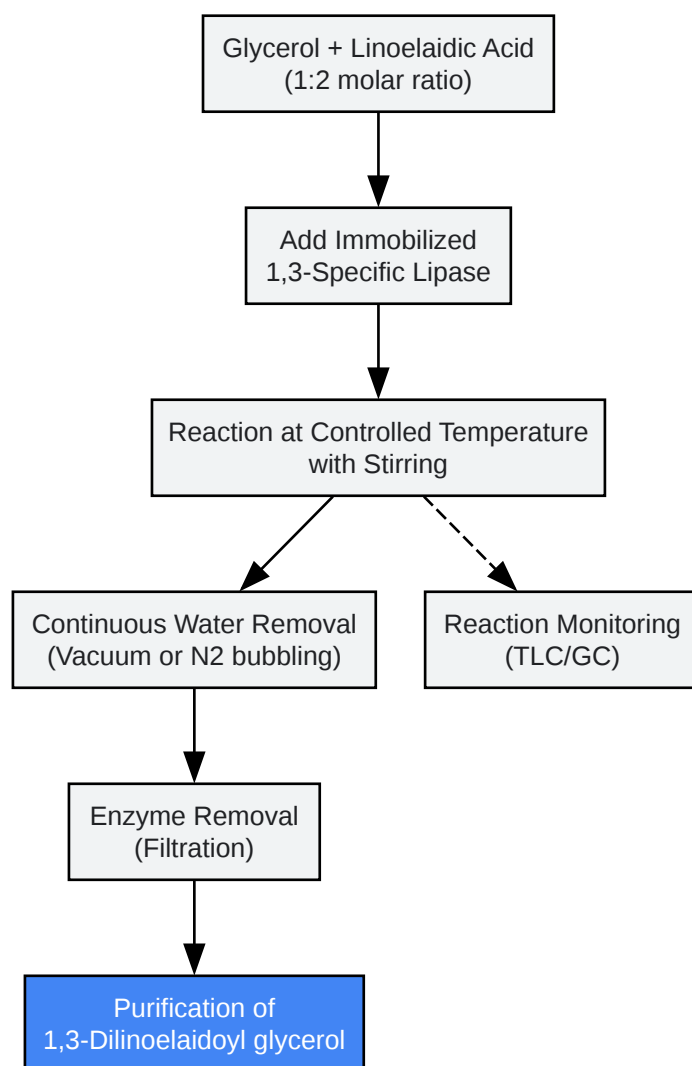 Glycerol + Linoelaidic Acid
(1:2 molar ratio)
Add Immobilized
1,3-Specific Lipase
Reaction at Controlled Temperature
with Stirring
Continuous Water Removal
(Vacuum or N2 bubbling)
Reaction Monitoring
(TLC/GC)
Enzyme Removal
(Filtration)
Purification of
1,3-Dilinoelaidoyl glycerol